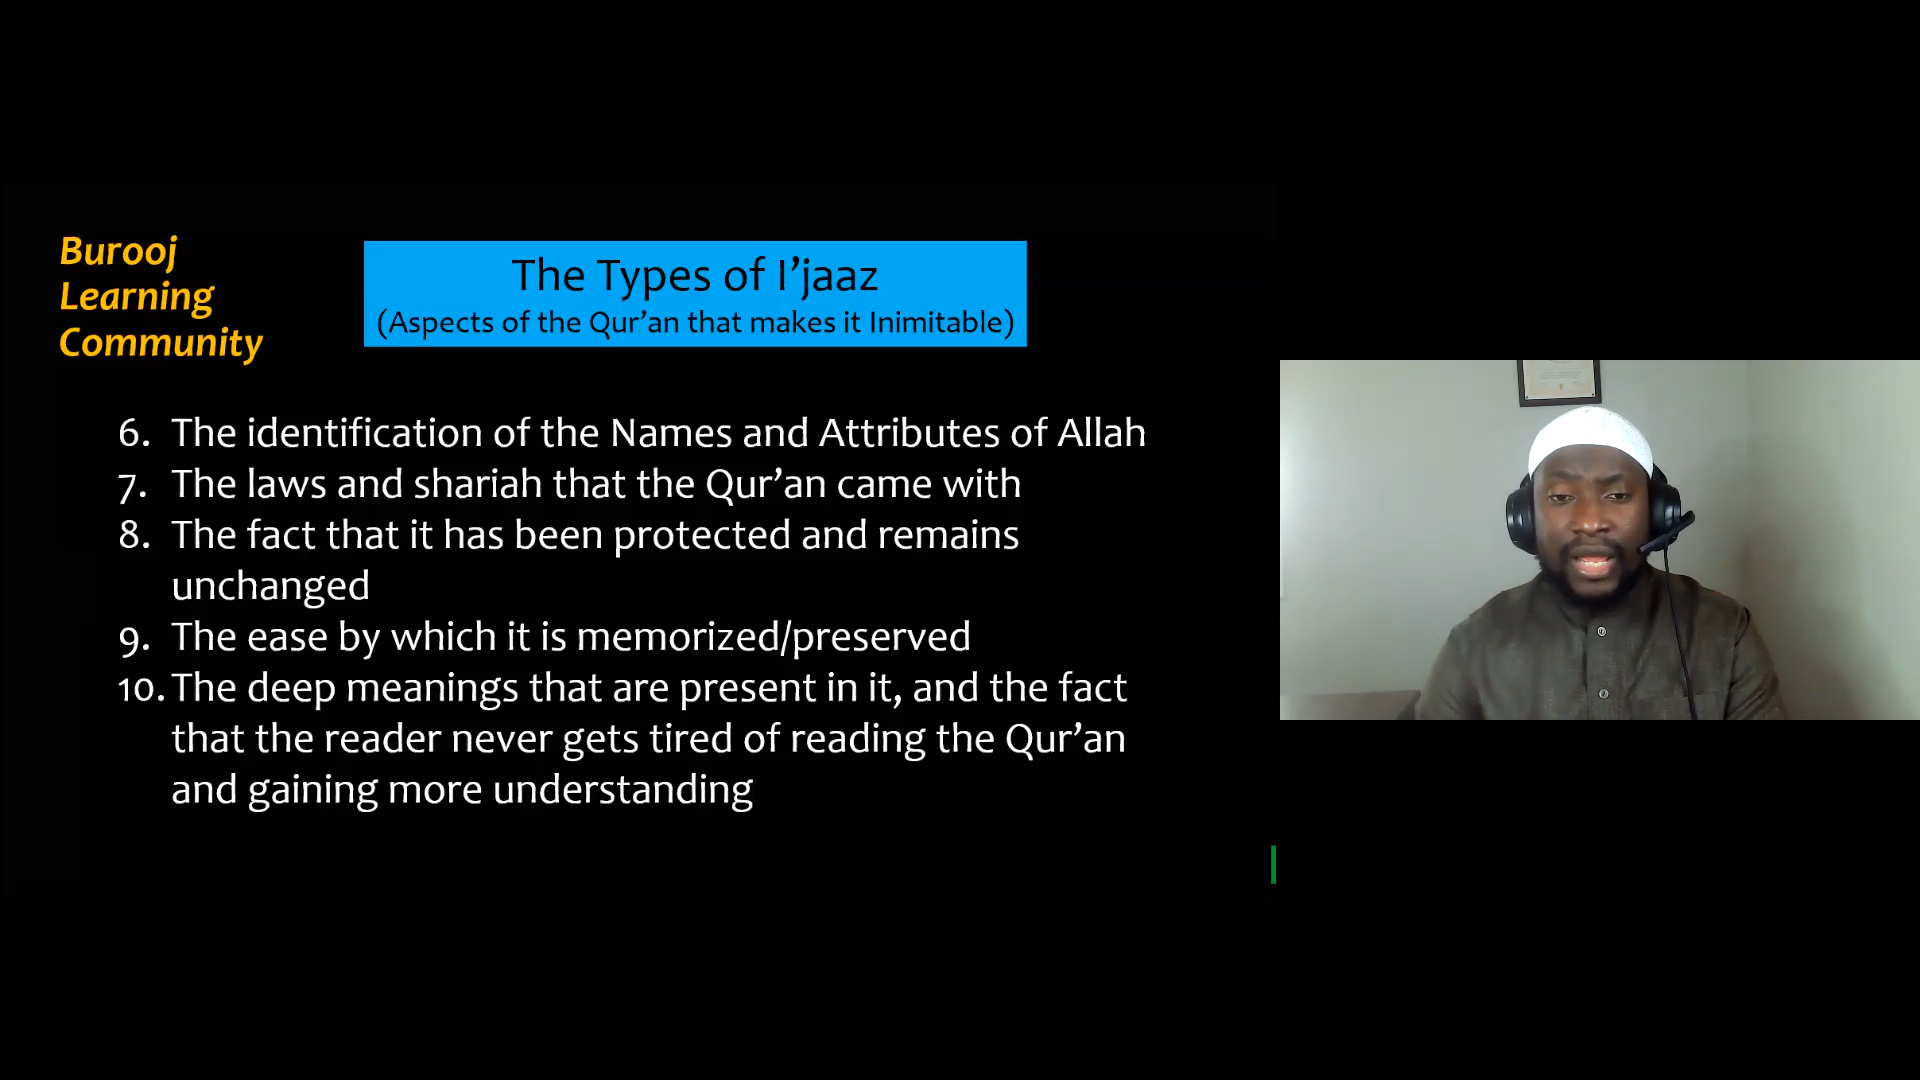 Burooj
Learning
Community
The Types of I’jaaz
(Aspects of the Qur’an that makes it Inimitable)
6. The identification of the Names and Attributes of Allah
7. The laws and shariah that the Qur’an came with
8. The fact that it has been protected and remains
unchanged
9. The ease by which it is memorized/preserved
10. The deep meanings that are present in it, and the fact
that the reader never gets tired of reading the Qur’an
and gaining more understanding